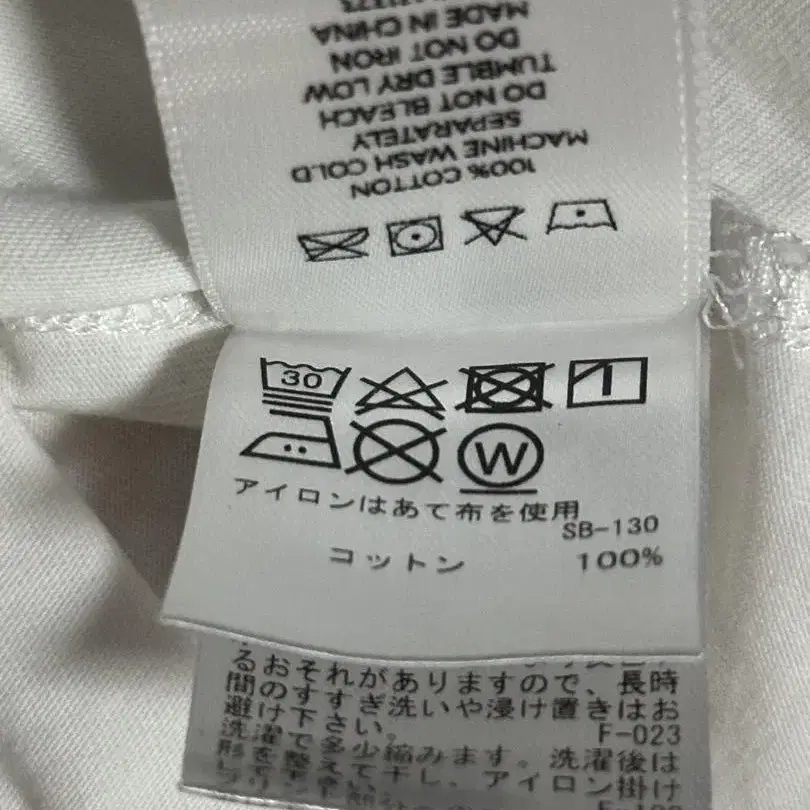 100% COTTON
MACHINE WASH COLD
SEPARATELY
DO NOT BLEACH
TUMBLE DRY LOW
DO NOT IRON
MADE IN CHINA
30
W
アイロンはあて布を使用
SB-130
コットン 100%
るおそれがありますので、長時
間のすすぎ洗いや浸け置きはお
避け下さい。 F-023
洗濯で多少縮みます。洗濯後は
形を整えて干し、アイロン掛け